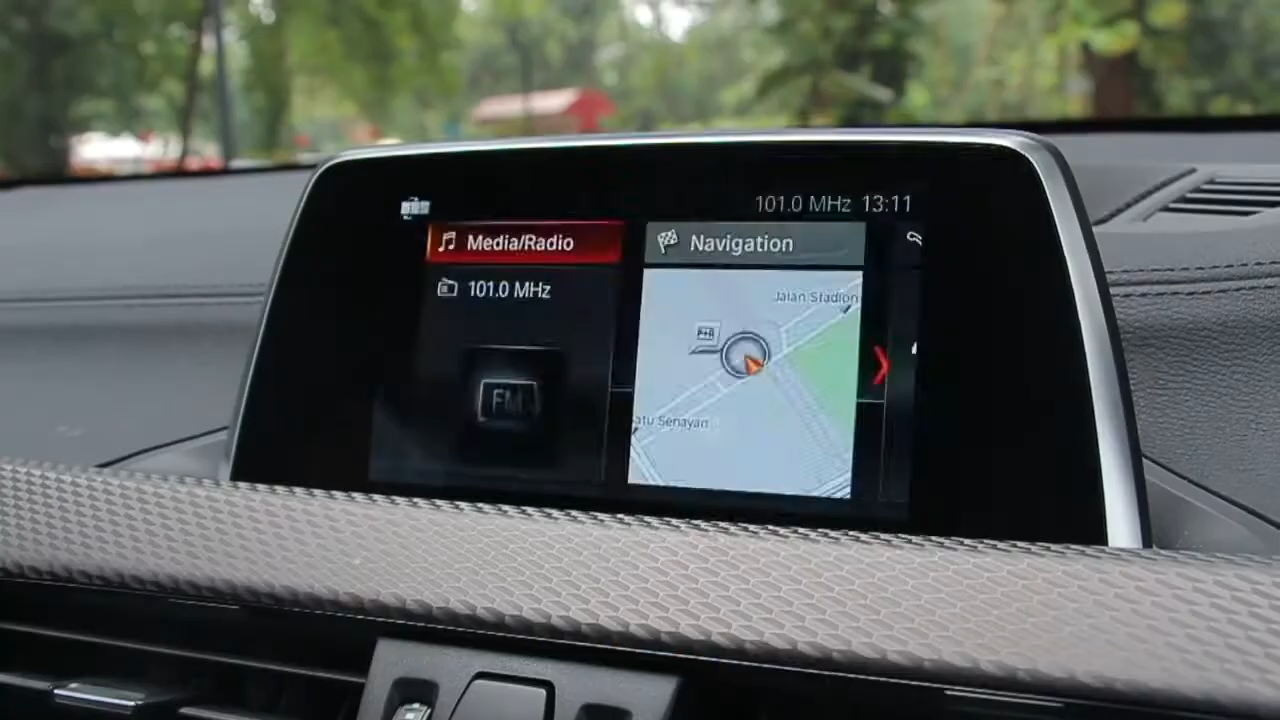 101.0 MHz 13:11
Media/Radio
Navigation
101.0 MHz
Jalan Stadion
P+R
atu Senayan
FM